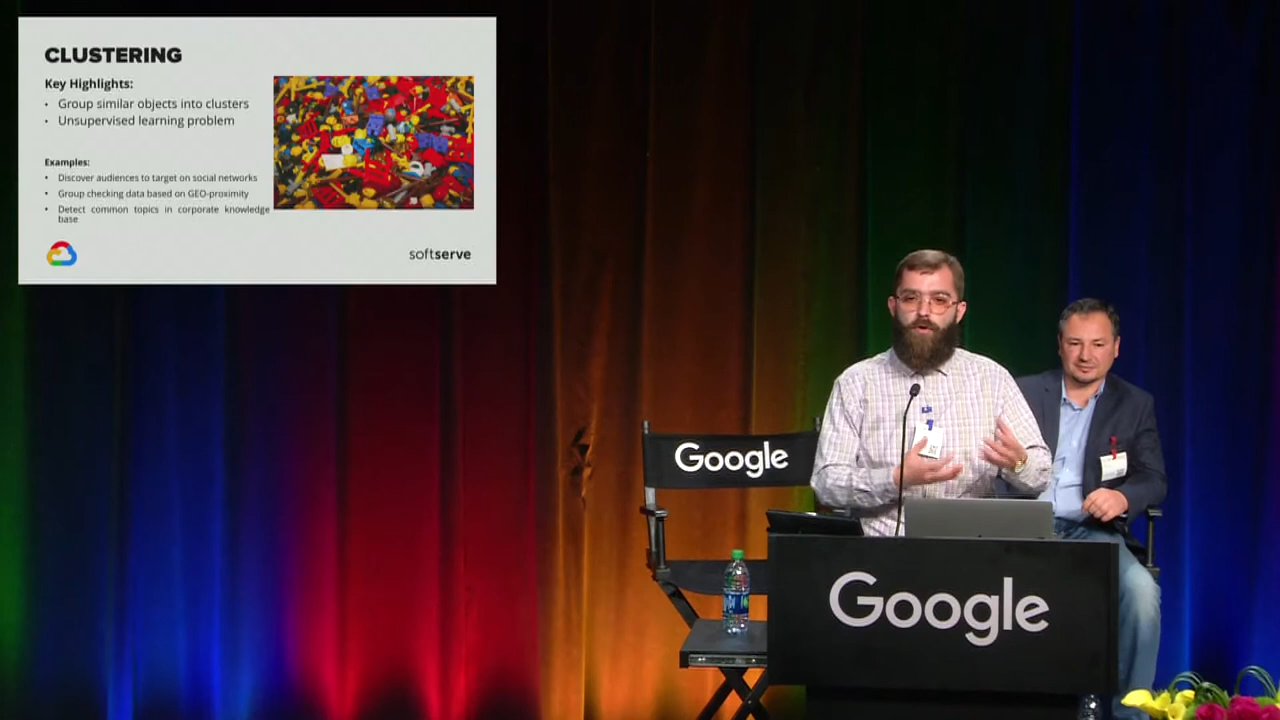 CLUSTERING
Key Highlights:
• Group similar objects into clusters
• Unsupervised learning problem
Examples:
• Discover audiences to target on social networks
• Group checking data based on GEO-proximity
• Detect common topics in corporate knowledge
base
softserve
Google
Google